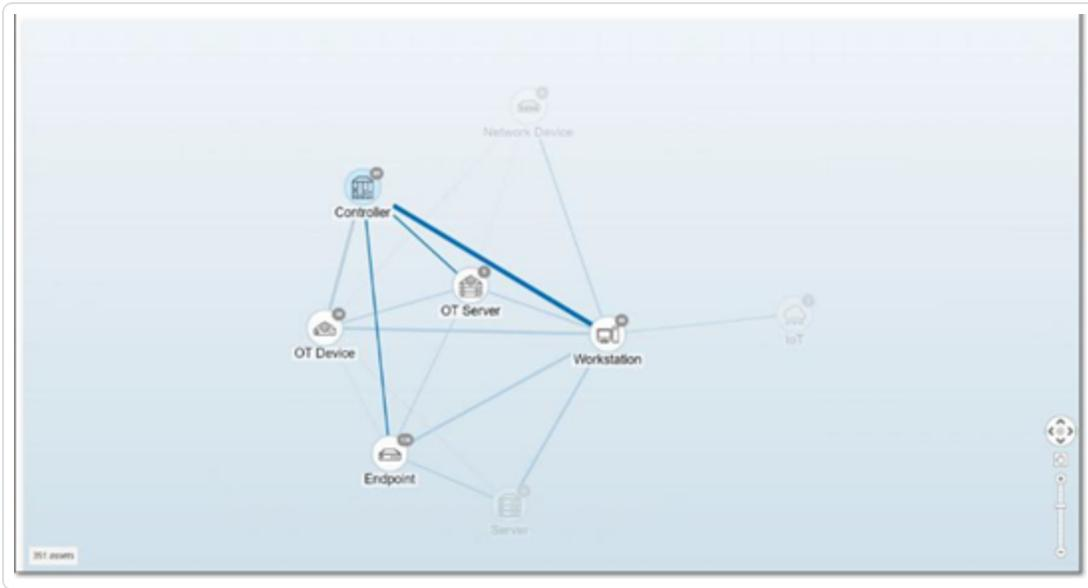 Network Device
Controller
OT Server
IoT
OT Device
Workstation
Endpoint
Server
351 assets